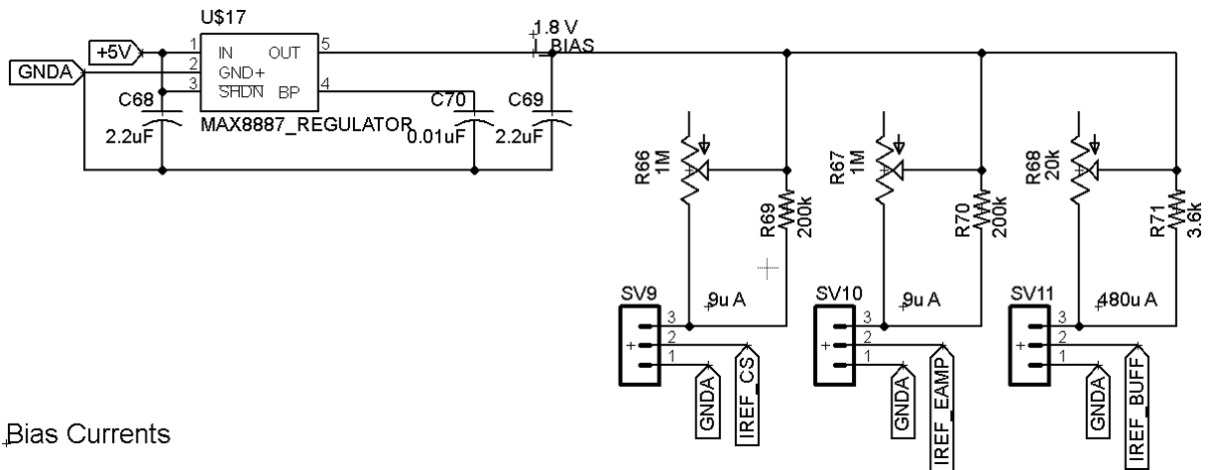 U$17
1.8 V
I_BIAS
+5V
GNDA
1
2
3
IN
OUT
GND+
SHDN
BP
5
4
C68
2.2uF
MAX8887_REGULATOR
C70
0.01uF
C69
2.2uF
R66
1M
R69
200k
R67
1M
R70
200k
R68
20k
R71
3.6k
SV9
9u A
3
2
1
GNDA
IREF_CS
SV10
9u A
3
2
1
GNDA
IREF_EAMP
SV11
480u A
3
2
1
GNDA
IREF_BUFF
Bias Currents